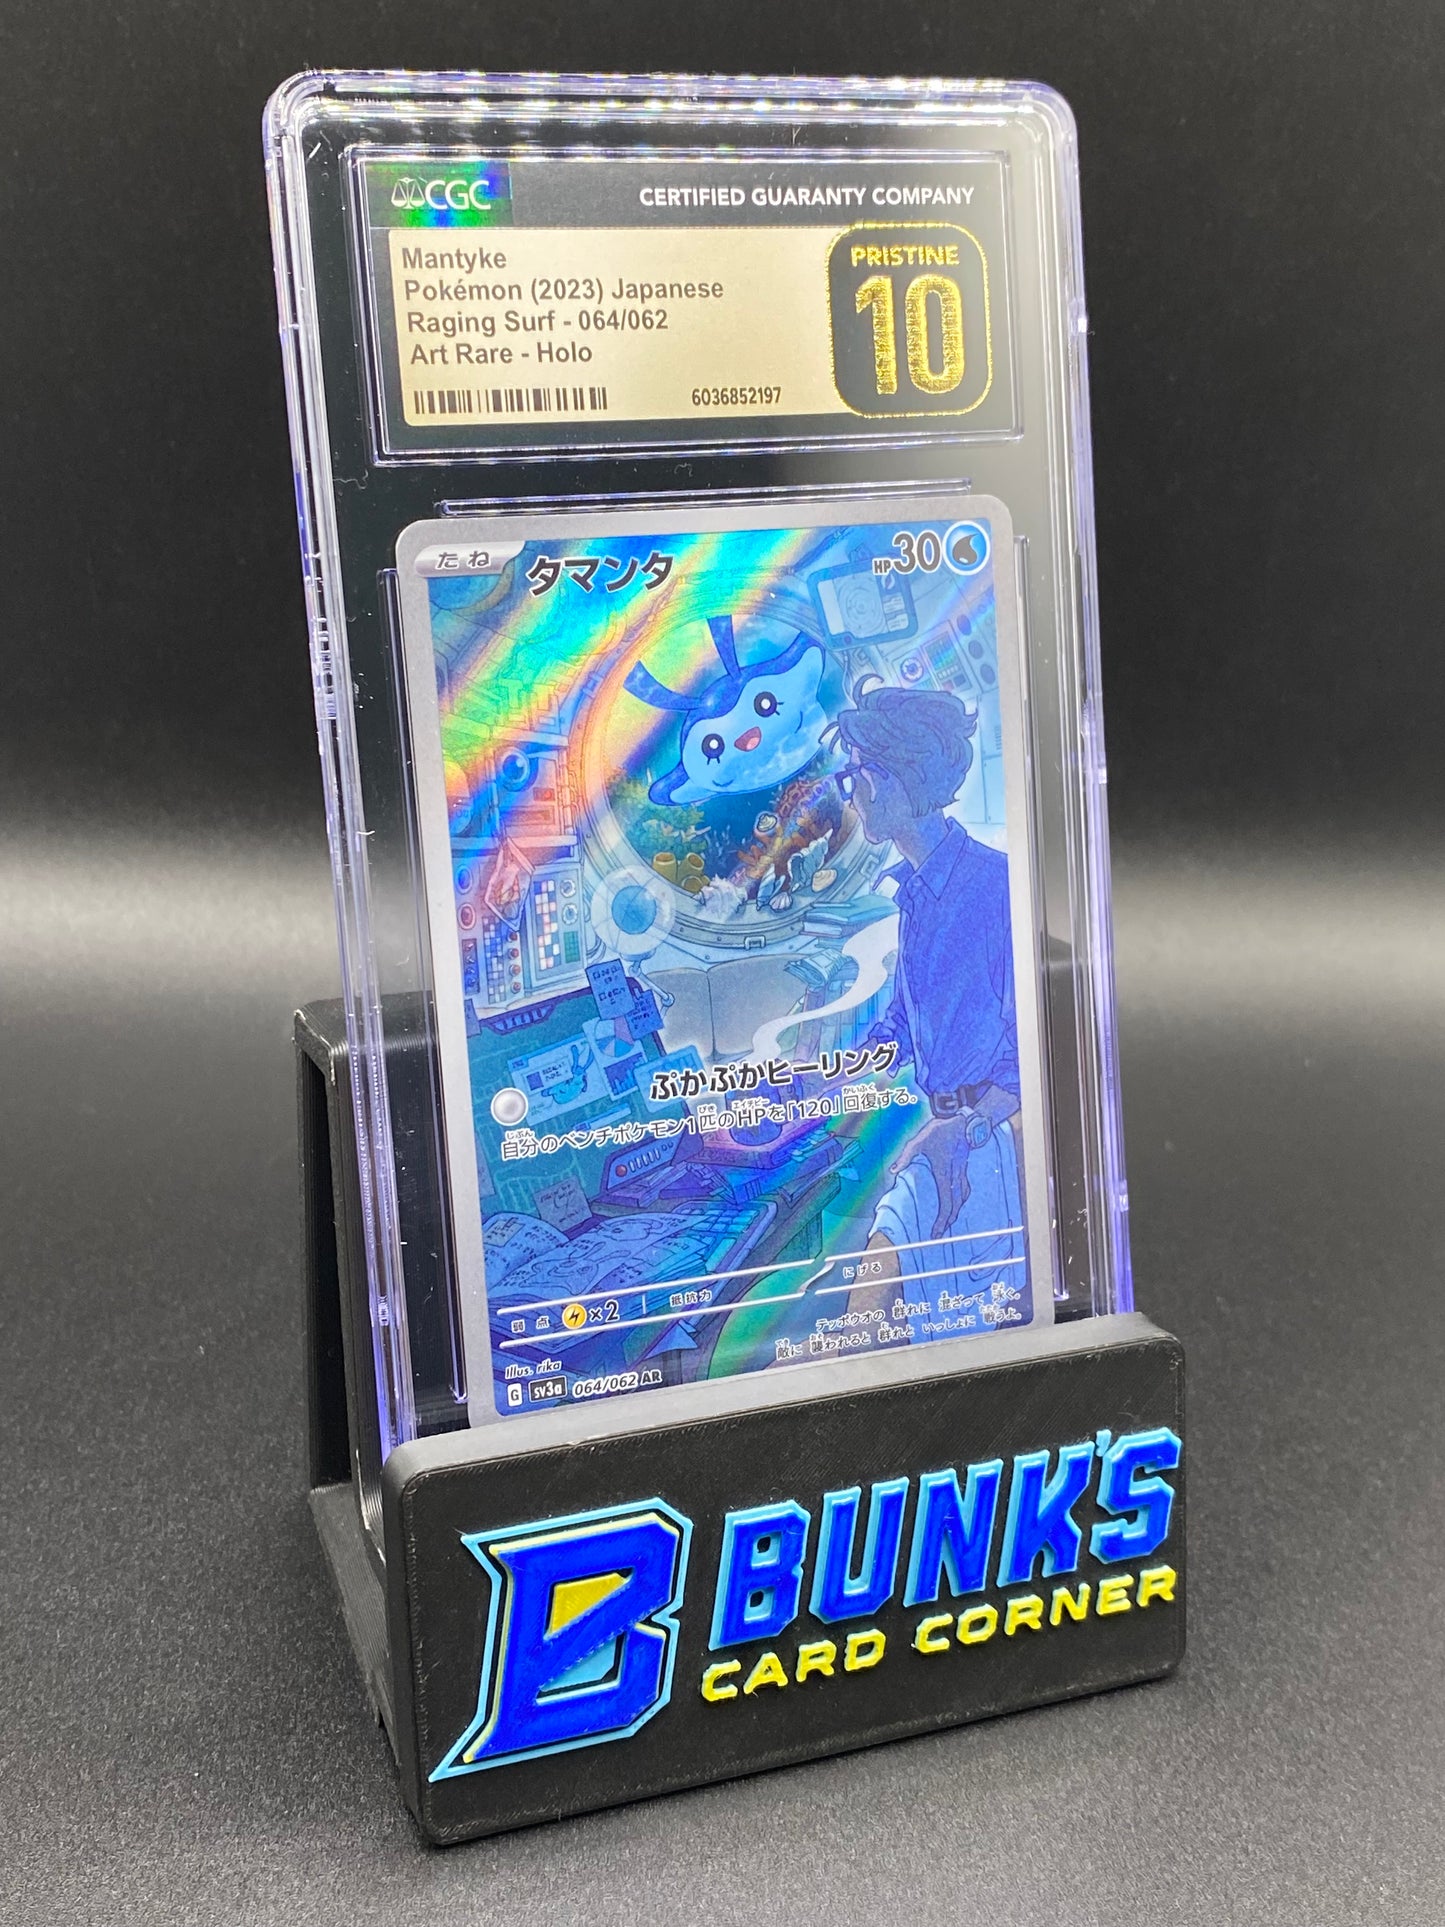 CGC
CERTIFIED GUARANTY COMPANY
Mantyke
Pokémon (2023) Japanese
Raging Surf - 064/062
Art Rare - Holo
6036852197
PRISTINE
10
たね
タマンタ
HP30
ぷかぷかヒーリング
自分のベンチポケモン1匹のHPを「120」回復する。
弱点 ×2 抵抗力 にげる
テッポウオの 群れに 混ざって 泳ぐ。
敵に 襲われると 群れと いっしょに 戦うよ。
Illus. rika
G sv3a 064/062 AR
B
BUNK'S
CARD CORNER